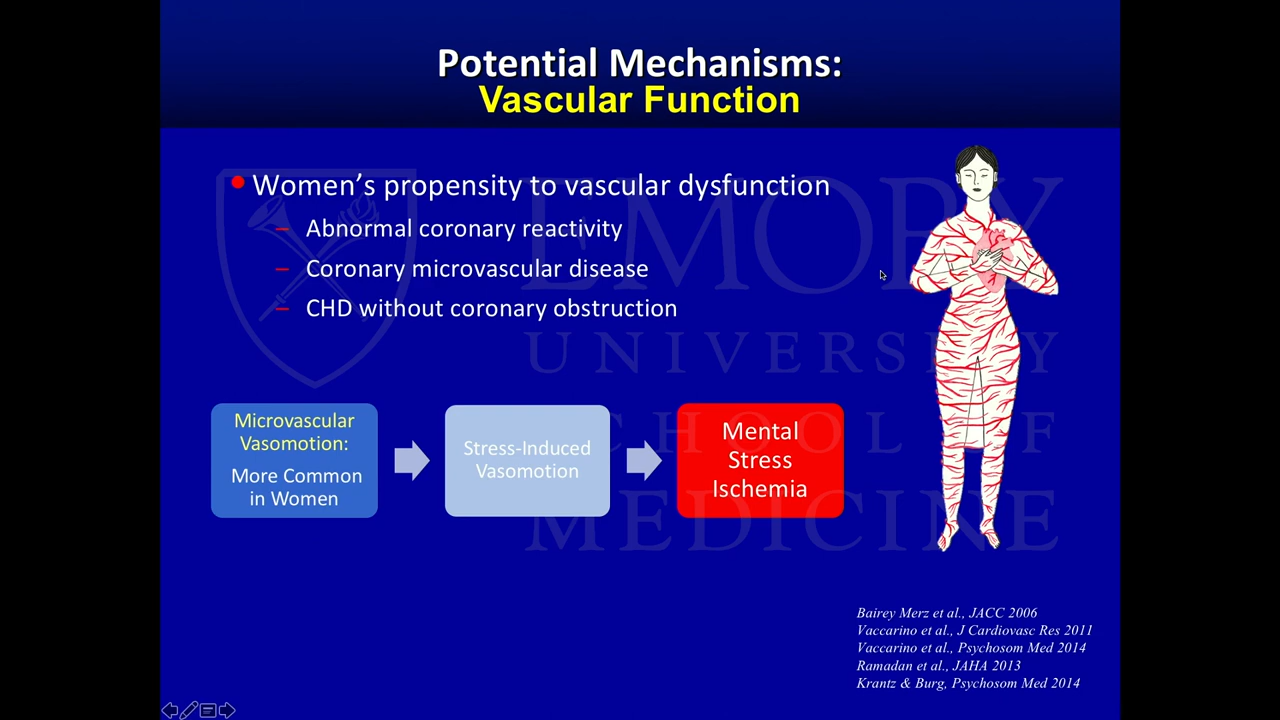 Potential Mechanisms:
Vascular Function
Women’s propensity to vascular dysfunction
– Abnormal coronary reactivity
– Coronary microvascular disease
– CHD without coronary obstruction
Microvascular
Vasomotion:
More Common
in Women
Stress-Induced
Vasomotion
Mental
Stress
Ischemia
EMORY
UNIVERSITY
SCHOOL OF
MEDICINE
Bairey Merz et al., JACC 2006
Vaccarino et al., J Cardiovasc Res 2011
Vaccarino et al., Psychosom Med 2014
Ramadan et al., JAHA 2013
Krantz & Burg, Psychosom Med 2014